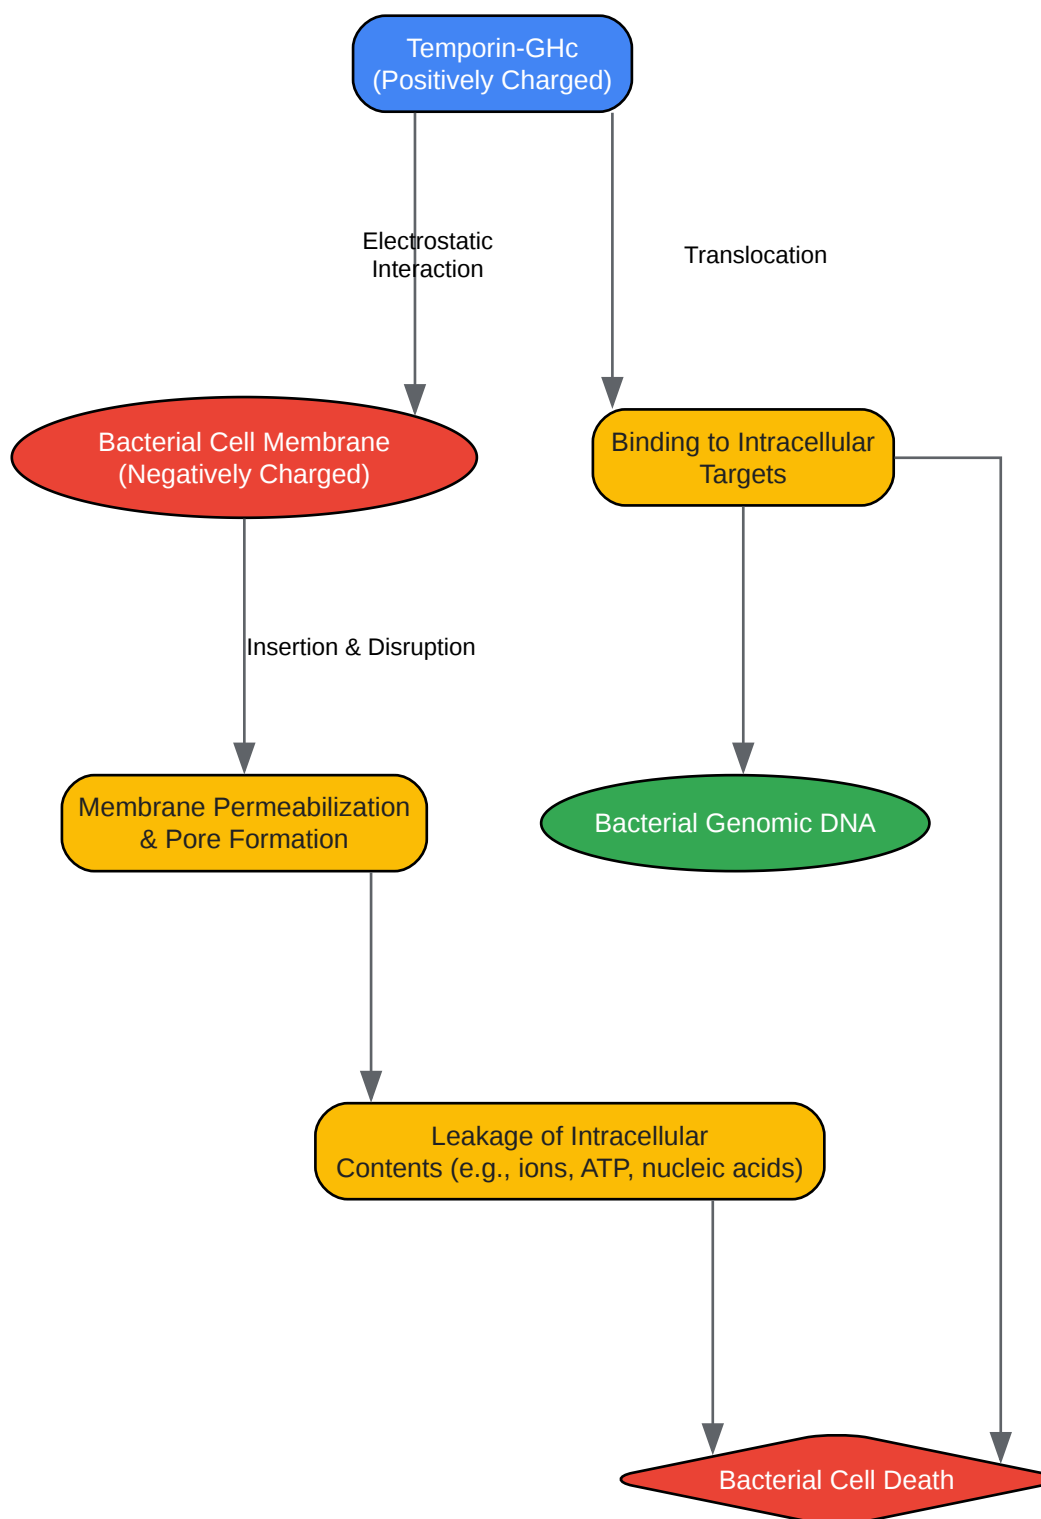 Temporin-GHc
(Positively Charged)
Electrostatic
Interaction
Translocation
Bacterial Cell Membrane
(Negatively Charged)
Binding to Intracellular
Targets
Insertion & Disruption
Membrane Permeabilization
& Pore Formation
Bacterial Genomic DNA
Leakage of Intracellular
Contents (e.g., ions, ATP, nucleic acids)
Bacterial Cell Death